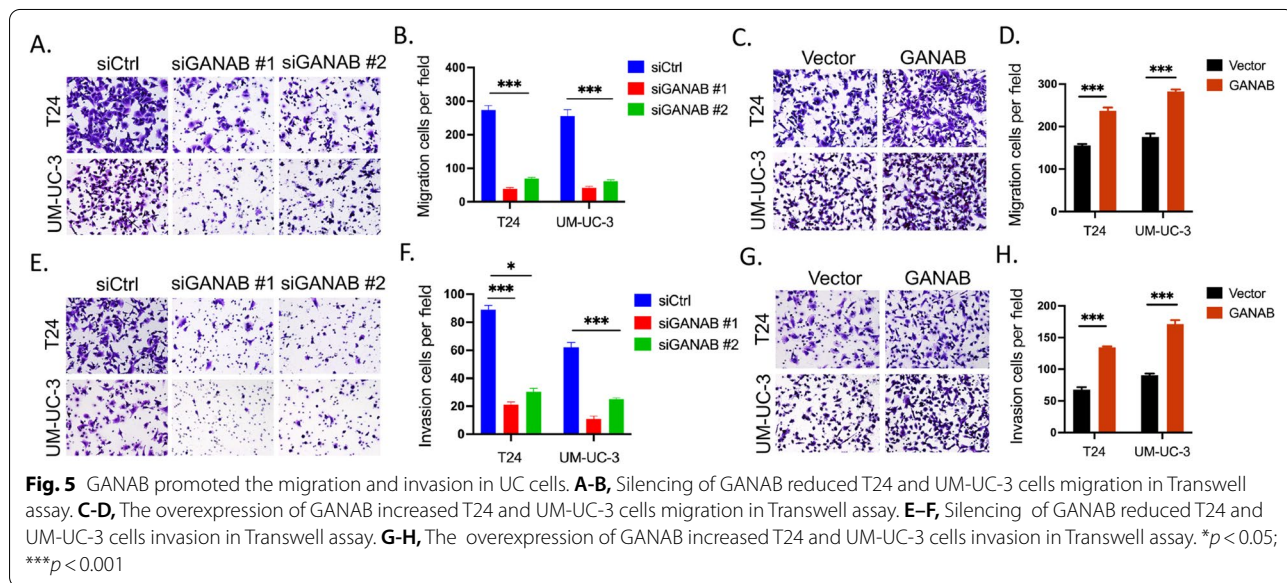 A.
siCtrl siGANAB #1 siGANAB #2
T24
UM-UC-3
B.
Migration cells per field
400
300
200
100
0
*** ***
T24 UM-UC-3
siCtrl
siGANAB #1
siGANAB #2
C.
Vector GANAB
T24
UM-UC-3
D.
Migration cells per field
300
200
100
0
*** ***
T24 UM-UC-3
Vector
GANAB
E.
siCtrl siGANAB #1 siGANAB #2
T24
UM-UC-3
F.
Invasion cells per field
90
60
40
20
0
*
*** ***
T24 UM-UC-3
siCtrl
siGANAB #1
siGANAB #2
G.
Vector GANAB
T24
UM-UC-3
H.
Invasion cells per field
200
150
100
50
0
*** ***
T24 UM-UC-3
Vector
GANAB
Fig. 5 GANAB promoted the migration and invasion in UC cells. A-B, Silencing of GANAB reduced T24 and UM-UC-3 cells migration in Transwell
assay. C-D, The overexpression of GANAB increased T24 and UM-UC-3 cells migration in Transwell assay. E–F, Silencing of GANAB reduced T24 and
UM-UC-3 cells invasion in Transwell assay. G-H, The overexpression of GANAB increased T24 and UM-UC-3 cells invasion in Transwell assay. *p < 0.05;
***p < 0.001